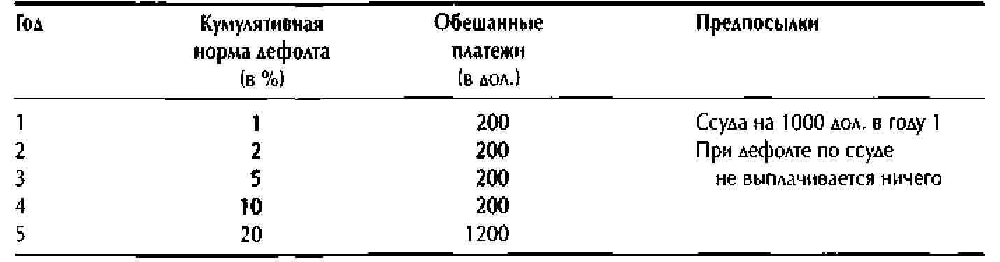 Год Кумулятивная Обешанные Предпосылки
норма дефолта платежи
(в %) (в дол.)
1 1 200 Ссуда на 1000 дол. в году 1
2 2 200 При дефолте по ссуде
3 5 200 не выплачивается ничего
4 10 200
5 20 1200